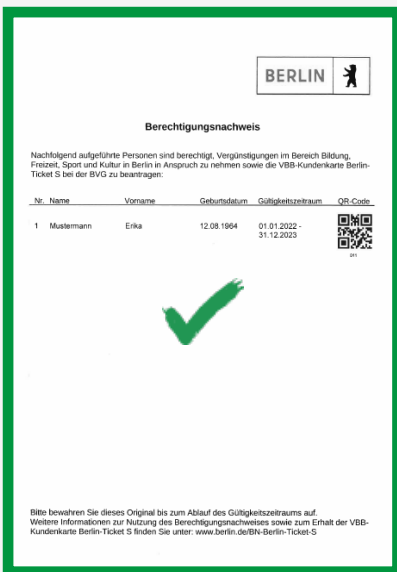 BERLIN
Berechtigungsnachweis
Nachfolgend aufgeführte Personen sind berechtigt, Vergünstigungen im Bereich Bildung,
Freizeit, Sport und Kultur in Berlin in Anspruch zu nehmen sowie die VBB-Kundenkarte Berlin-
Ticket S bei der BVG zu beantragen:
Nr. Name Vorname Geburtsdatum Gültigkeitszeitraum QR-Code
1 Mustermann Erika 12.08.1964 01.01.2022 -
31.12.2023
Bitte bewahren Sie dieses Original bis zum Ablauf des Gültigkeitszeitraums auf.
Weitere Informationen zur Nutzung des Berechtigungsnachweises sowie zum Erhalt der VBB-
Kundenkarte Berlin-Ticket S finden Sie unter: www.berlin.de/BN-Berlin-Ticket-S